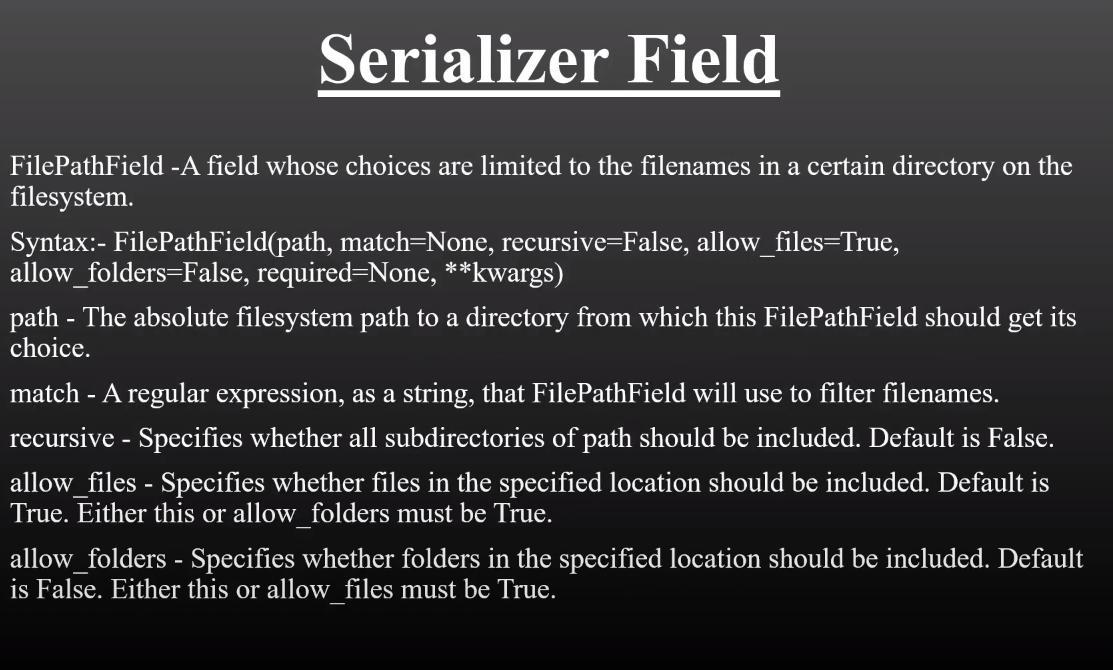 Serializer Field
FilePathField -A field whose choices are limited to the filenames in a certain directory on the
filesystem.
Syntax:- FilePathField(path, match=None, recursive=False, allow_files=True,
allow_folders=False, required=None, **kwargs)
path - The absolute filesystem path to a directory from which this FilePathField should get its
choice.
match - A regular expression, as a string, that FilePathField will use to filter filenames.
recursive - Specifies whether all subdirectories of path should be included. Default is False.
allow_files - Specifies whether files in the specified location should be included. Default is
True. Either this or allow_folders must be True.
allow_folders - Specifies whether folders in the specified location should be included. Default
is False. Either this or allow_files must be True.